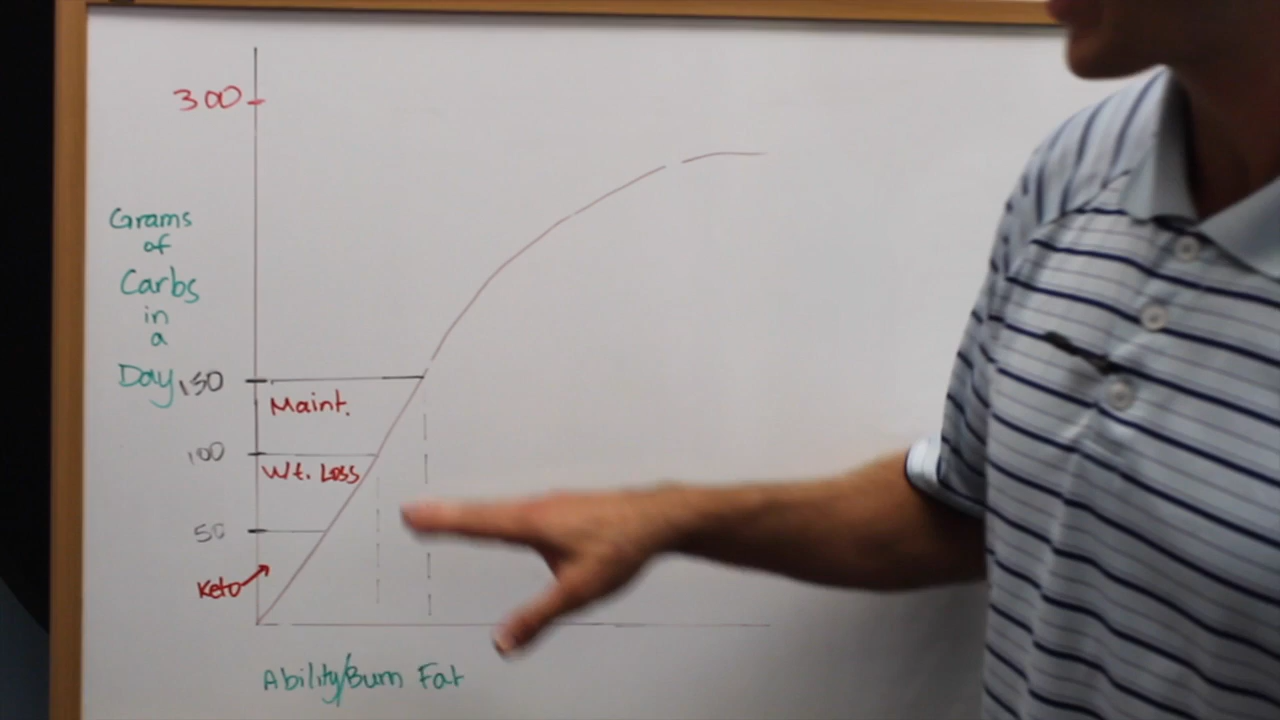 300
Grams
of
Carbs
in
a
Day
150
Maint.
100
Wt. Loss
50
Keto
Ability/Burn Fat